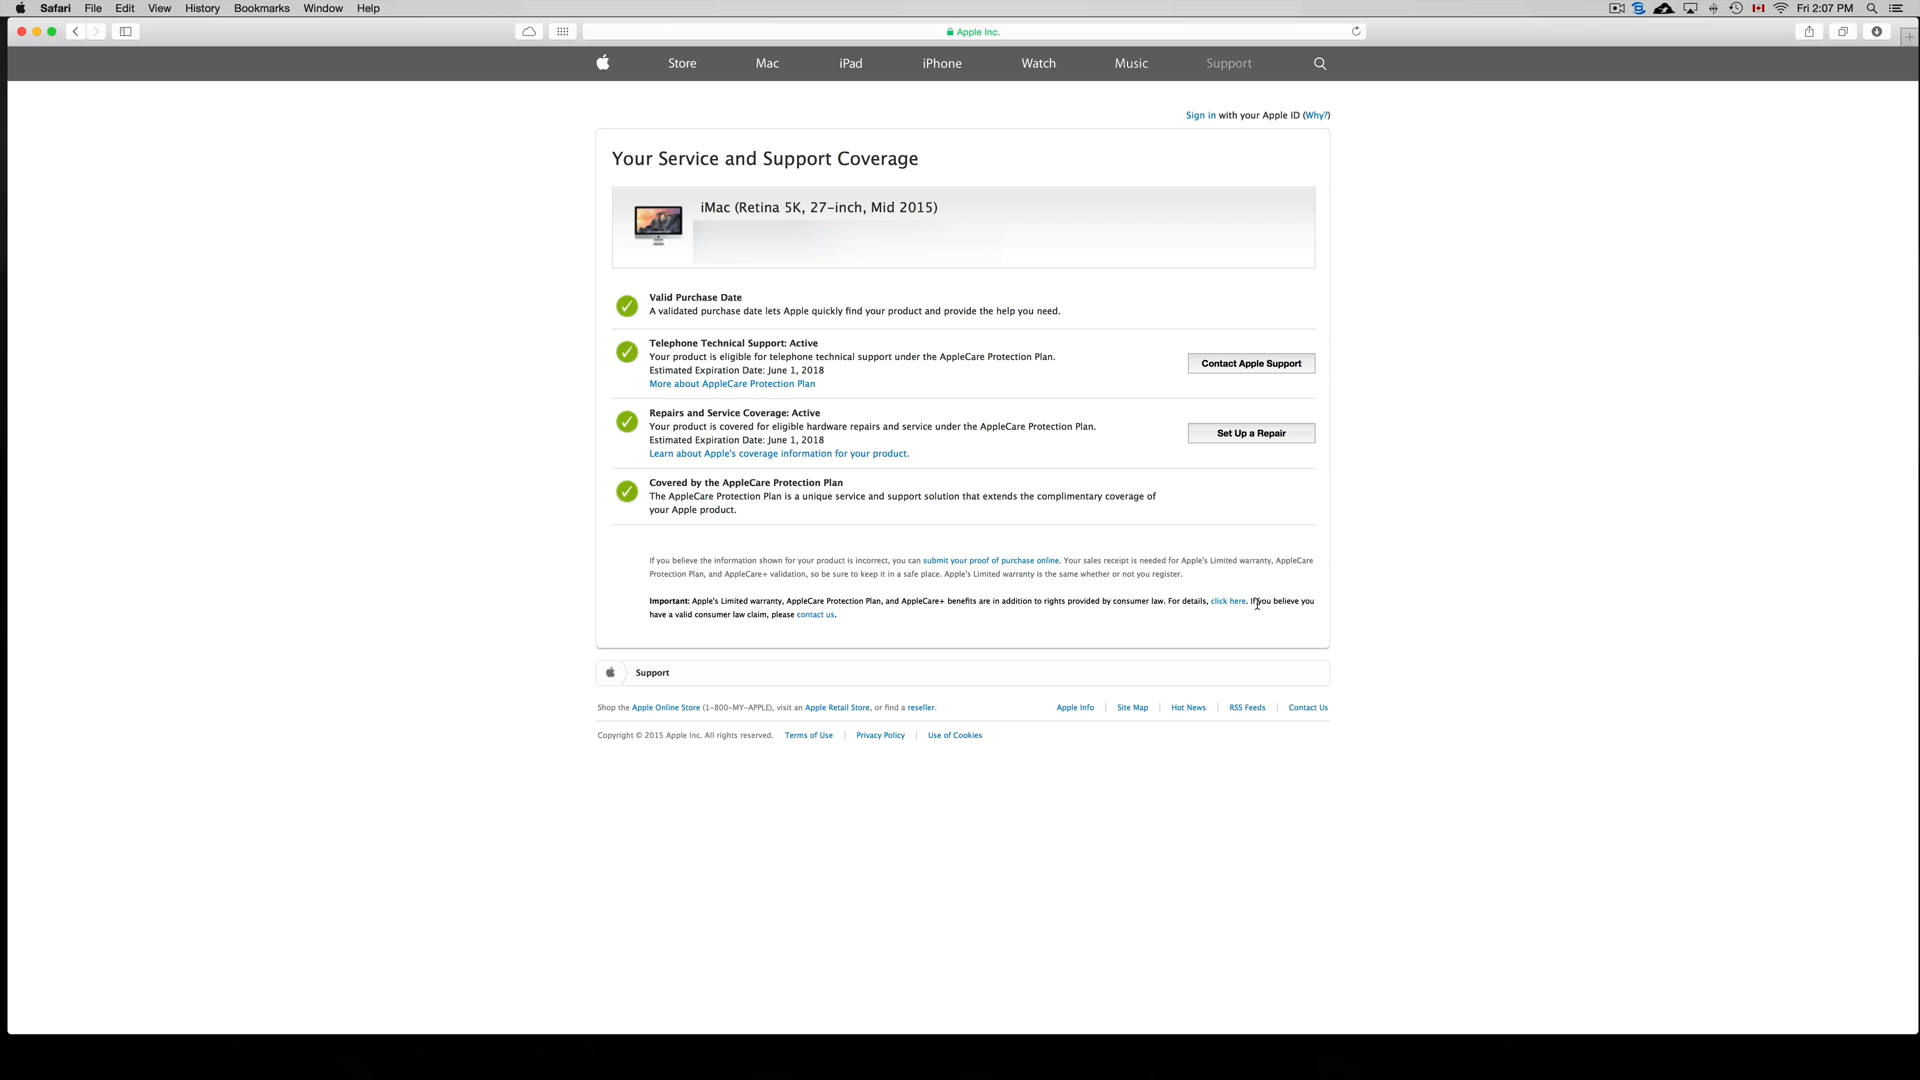 Safari File Edit View History Bookmarks Window Help Fri 2:07 PM
Apple Inc.
Store Mac iPad iPhone Watch Music Support
Sign in with your Apple ID (Why?)
Your Service and Support Coverage
iMac (Retina 5K, 27-inch, Mid 2015)
Valid Purchase Date
A validated purchase date lets Apple quickly find your product and provide the help you need.
Telephone Technical Support: Active
Your product is eligible for telephone technical support under the AppleCare Protection Plan.
Estimated Expiration Date: June 1, 2018
More about AppleCare Protection Plan
Contact Apple Support
Repairs and Service Coverage: Active
Your product is covered for eligible hardware repairs and service under the AppleCare Protection Plan.
Estimated Expiration Date: June 1, 2018
Learn about Apple's coverage information for your product.
Set Up a Repair
Covered by the AppleCare Protection Plan
The AppleCare Protection Plan is a unique service and support solution that extends the complimentary coverage of
your Apple product.
If you believe the information shown for your product is incorrect, you can submit your proof of purchase online. Your sales receipt is needed for Apple's Limited warranty, AppleCare
Protection Plan, and AppleCare+ validation, so be sure to keep it in a safe place. Apple's Limited warranty is the same whether or not you register.
Important: Apple's Limited warranty, AppleCare Protection Plan, and AppleCare+ benefits are in addition to rights provided by consumer law. For details, click here. If you believe you
have a valid consumer law claim, please contact us.
Support
Shop the Apple Online Store (1-800-MY-APPLE), visit an Apple Retail Store, or find a reseller.
Apple Info Site Map Hot News RSS Feeds Contact Us
Copyright © 2015 Apple Inc. All rights reserved. Terms of Use Privacy Policy Use of Cookies